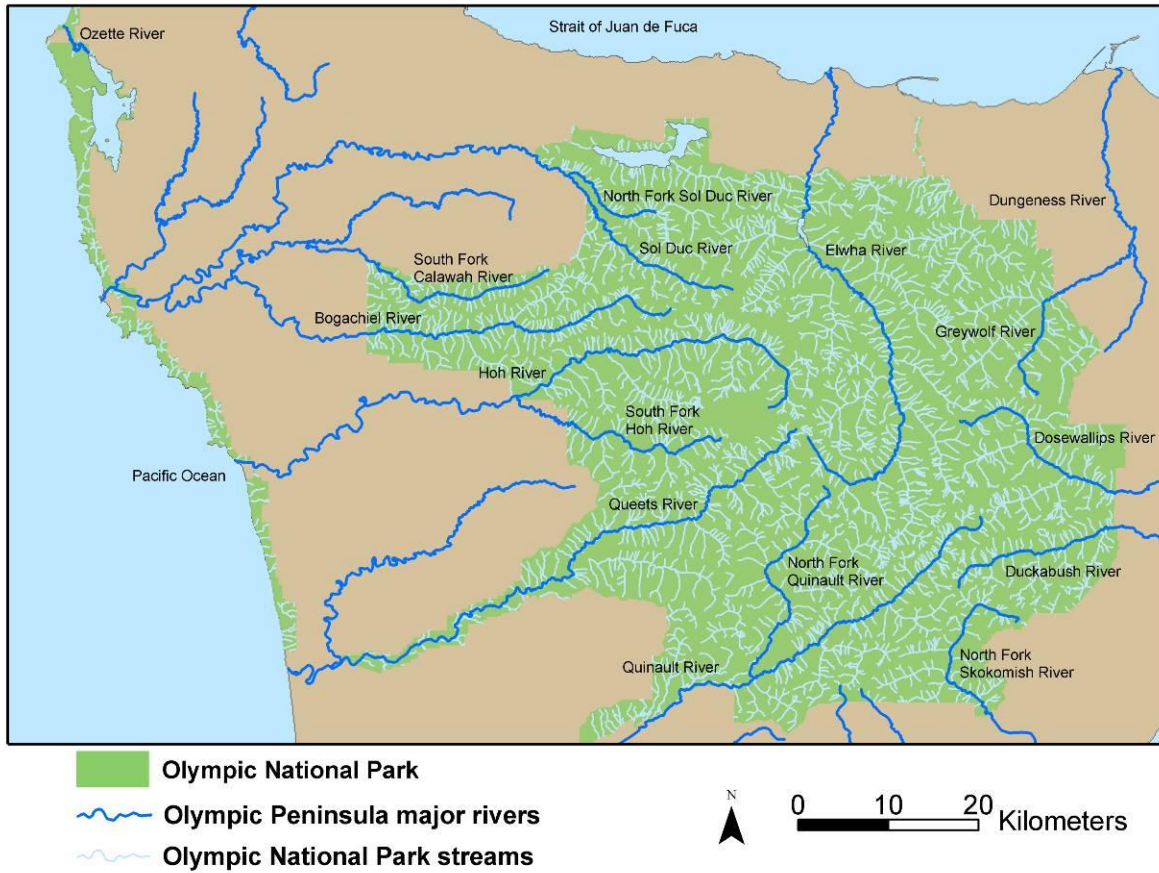 Ozette River
Strait of Juan de Fuca
North Fork Sol Duc River
Dungeness River
Sol Duc River
Elwha River
South Fork
Calawah River
Bogachiel River
Greywolf River
Hoh River
South Fork
Hoh River
Dosewallips River
Pacific Ocean
Queets River
North Fork
Quinault River
Duckabush River
Quinault River
North Fork
Skokomish River
Olympic National Park
Olympic Peninsula major rivers
Olympic National Park streams
N
0 10 20
Kilometers